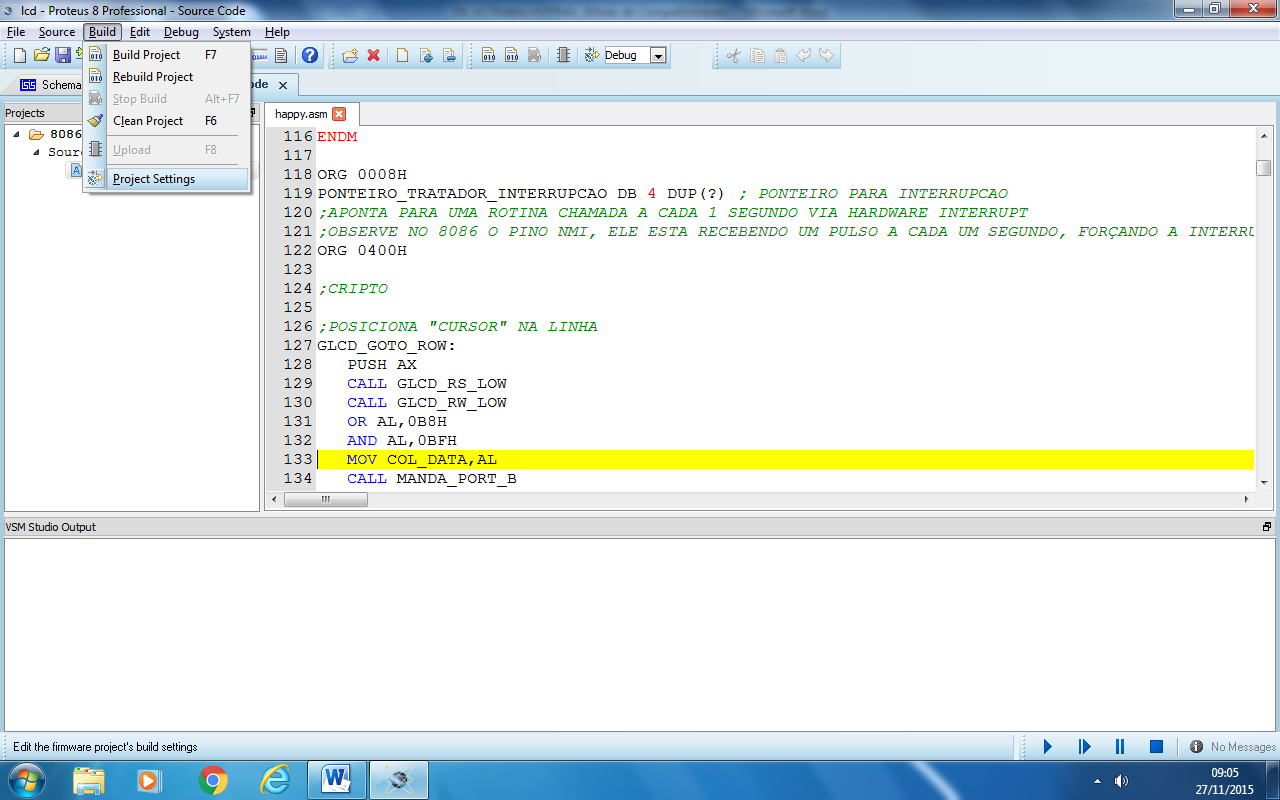 lcd - Proteus 8 Professional - Source Code
File Source Build Edit Debug System Help
Debug
Build Project F7
Rebuild Project
Stop Build Alt+F7
Clean Project F6
Upload F8
Project Settings
Schema
ode
Projects
8086
Sourc
happy.asm
116 ENDM
117
118 ORG 0008H
119 PONTEIRO_TRATADOR_INTERRUPCAO DB 4 DUP(?) ; PONTEIRO PARA INTERRUPCAO
120 ;APONTA PARA UMA ROTINA CHAMADA A CADA 1 SEGUNDO VIA HARDWARE INTERRUPT
121 ;OBSERVE NO 8086 O PINO NMI, ELE ESTA RECEBENDO UM PULSO A CADA UM SEGUNDO, FORÇANDO A INTERRU
122 ORG 0400H
123
124 ;CRIPTO
125
126 ;POSICIONA "CURSOR" NA LINHA
127 GLCD_GOTO_ROW:
128 PUSH AX
129 CALL GLCD_RS_LOW
130 CALL GLCD_RW_LOW
131 OR AL,0B8H
132 AND AL,0BFH
133 MOV COL_DATA,AL
134 CALL MANDA_PORT_B
VSM Studio Output
Edit the firmware project's build settings
No Messages
09:05
27/11/2015